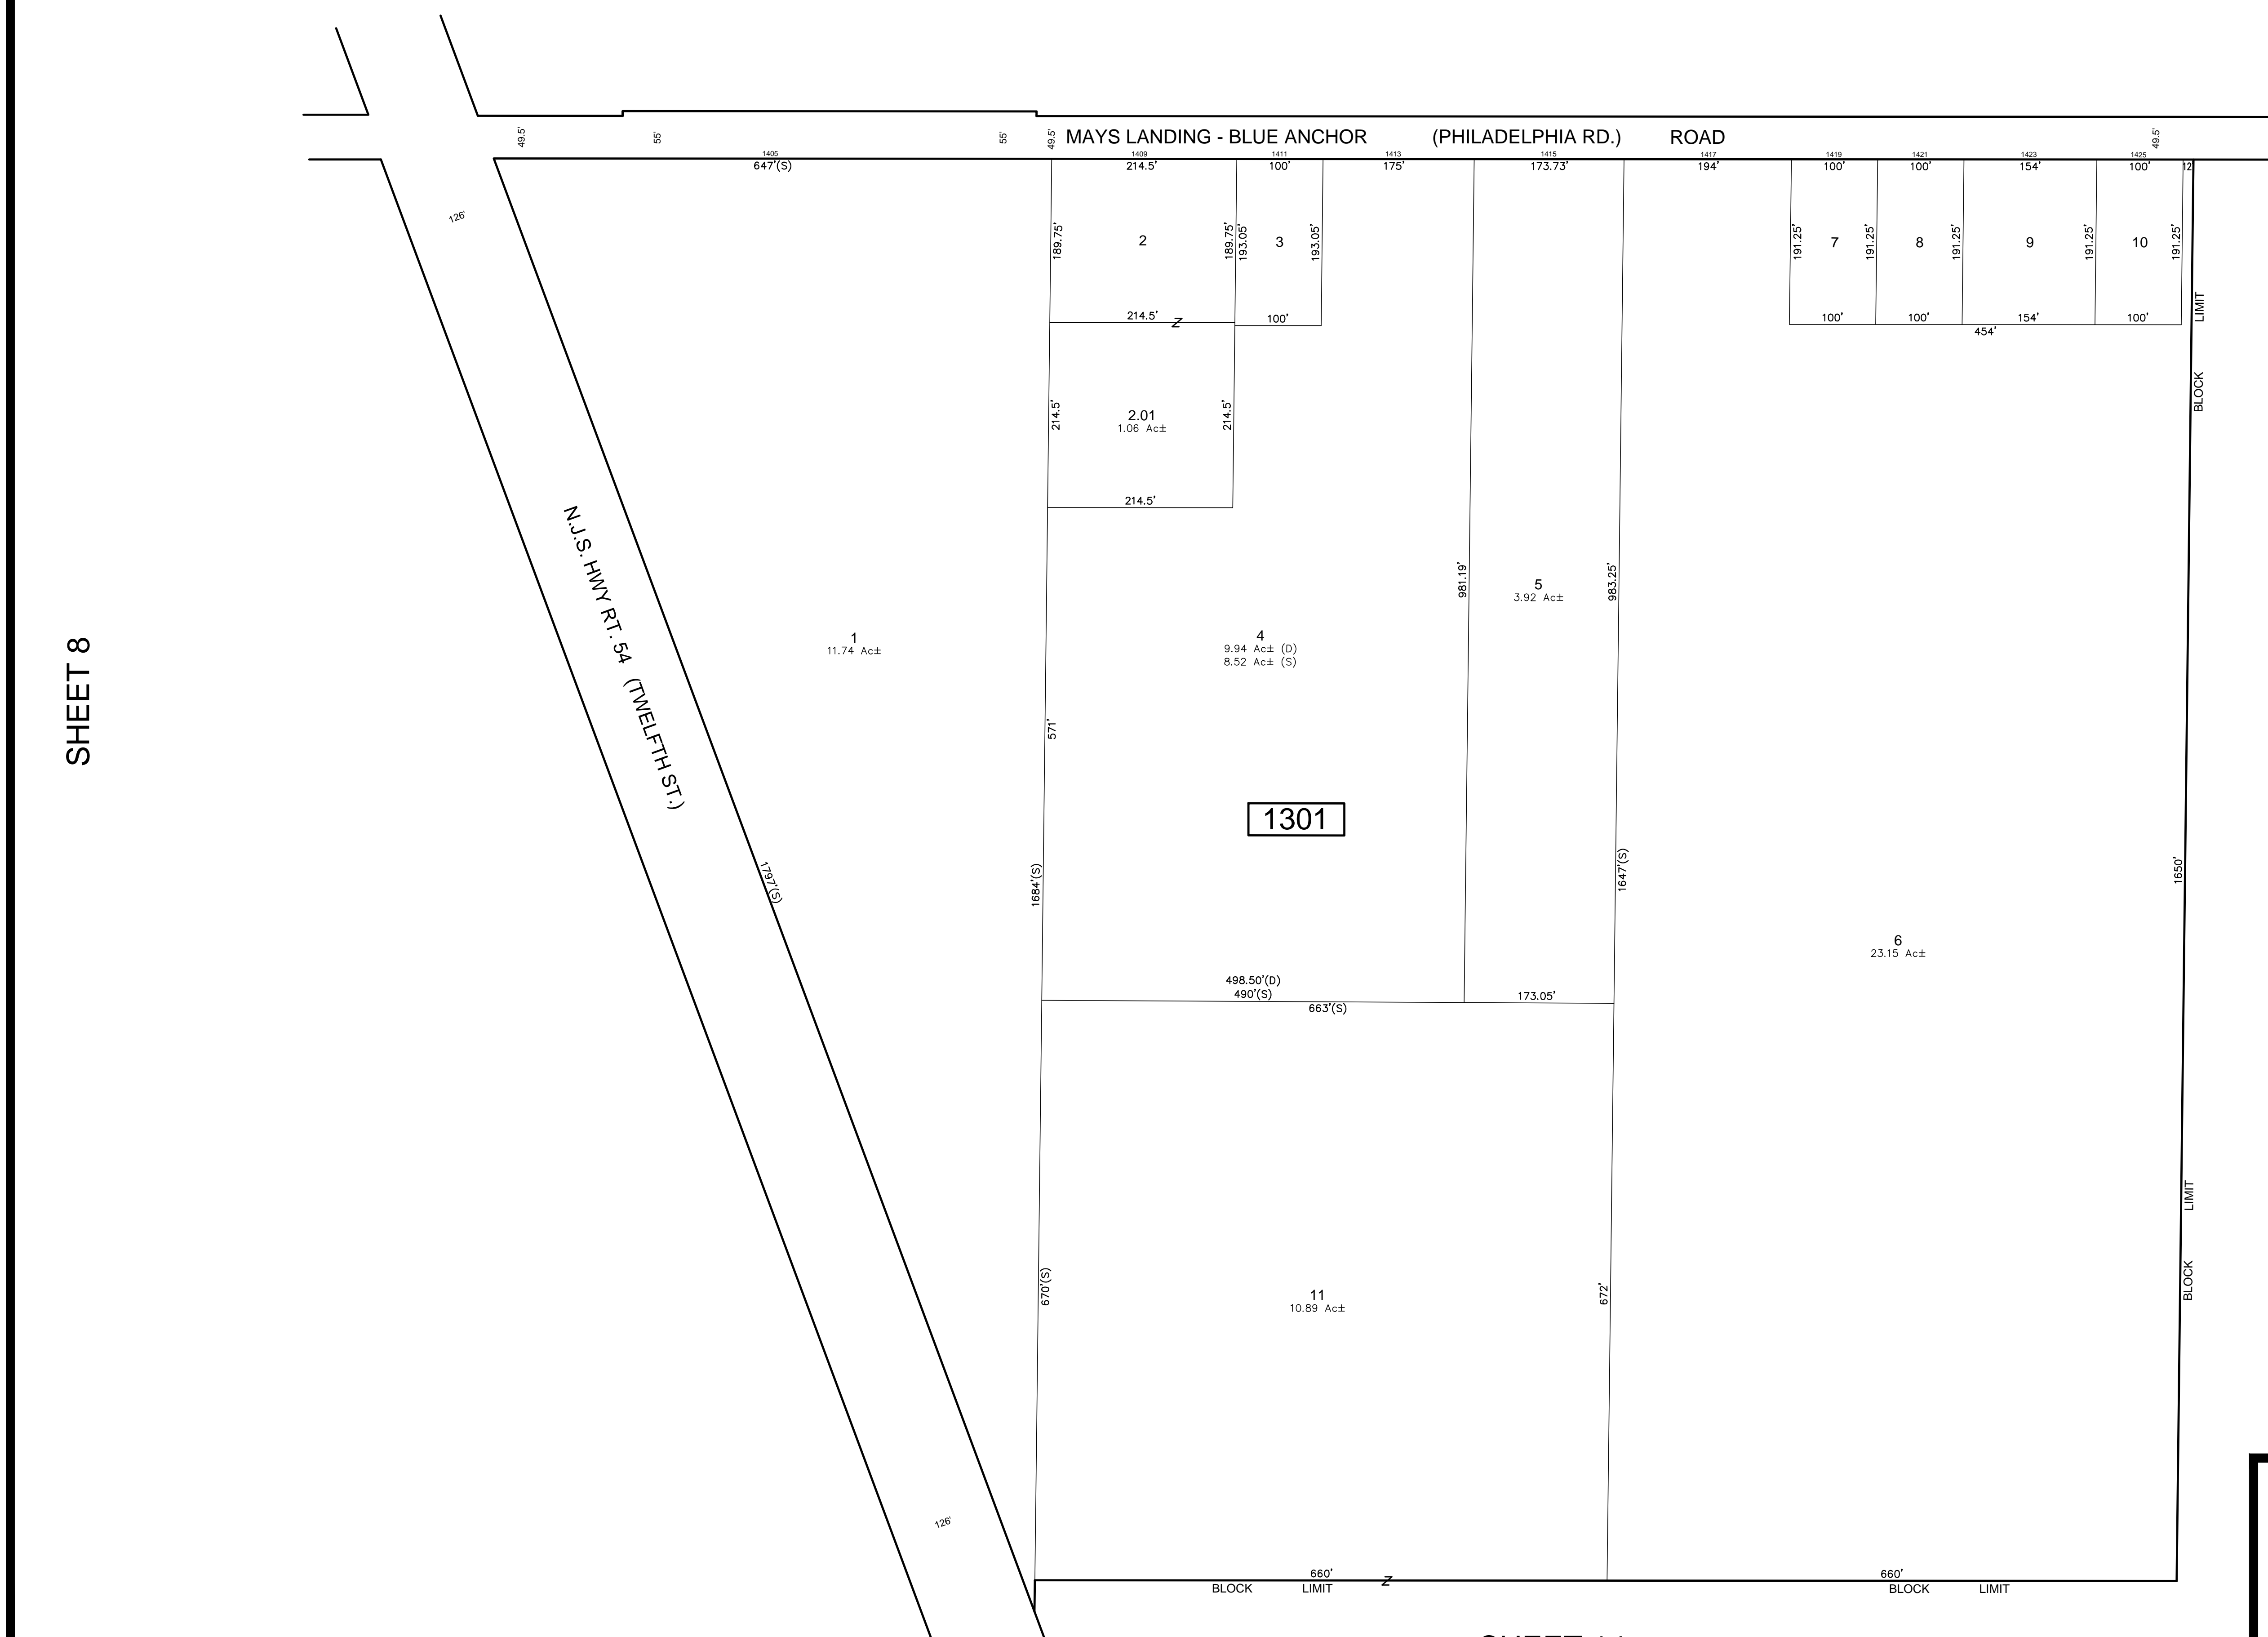 49.5'
55'
55'
49.5'
MAYS LANDING - BLUE ANCHOR (PHILADELPHIA RD.) ROAD
49.5'
1405
1409
1411
1413
1415
1417
1419
1421
1423
1425
647'(S)
214.5'
100'
175'
173.73'
194'
100'
100'
154'
100'
12'
126'
189.75'
2
189.75'
193.05'
3
193.05'
191.25'
7
191.25'
8
191.25'
9
191.25'
10
191.25'
214.5'
Z
100'
100'
100'
154'
100'
454'
BLOCK LIMIT
214.5'
2.01
1.06 Ac±
214.5'
214.5'
N.J.S. HWY RT. 54 (TWELFTH ST.)
SHEET 8
1
11.74 Ac±
4
9.94 Ac± (D)
8.52 Ac± (S)
981.19'
5
3.92 Ac±
983.25'
571'
1301
1797'(S)
1684'(S)
1647'(S)
1650'
6
23.15 Ac±
498.50'(D)
490'(S)
173.05'
663'(S)
BLOCK LIMIT
670'(S)
11
10.89 Ac±
672'
126'
660'
Z
660'
BLOCK LIMIT
BLOCK LIMIT